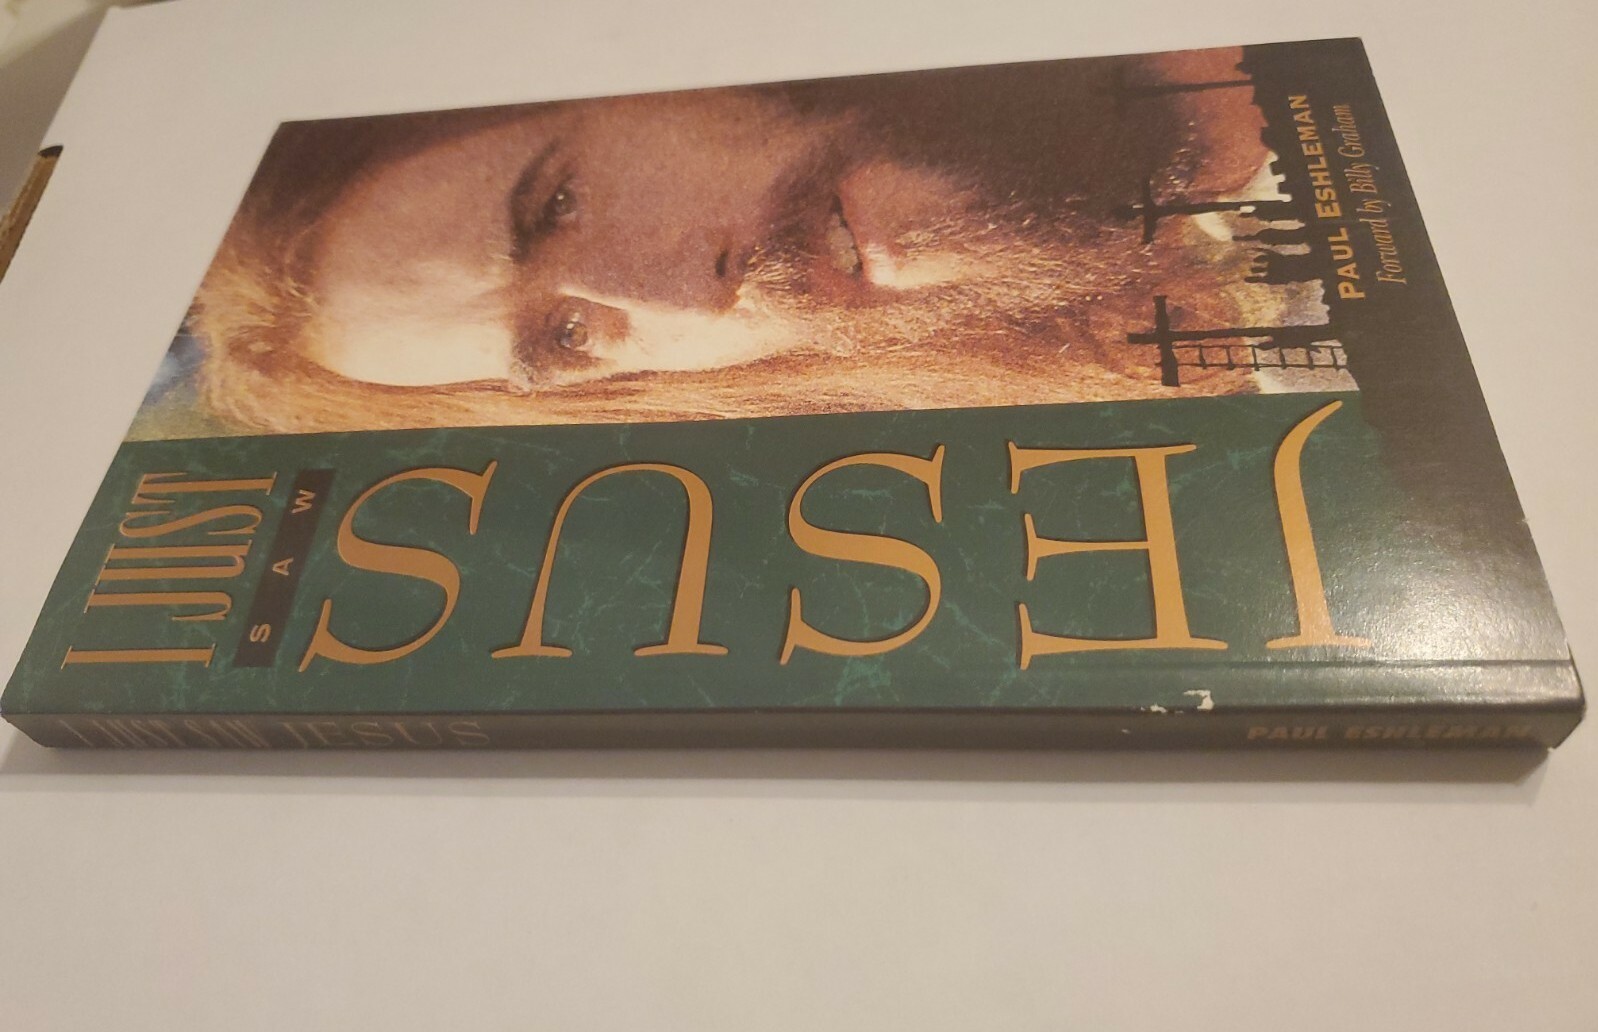 I JUST
SAW
JESUS
PAUL ESHLEMAN
Forward by Billy Graham
I JUST SAW JESUS
PAUL ESHLEMAN